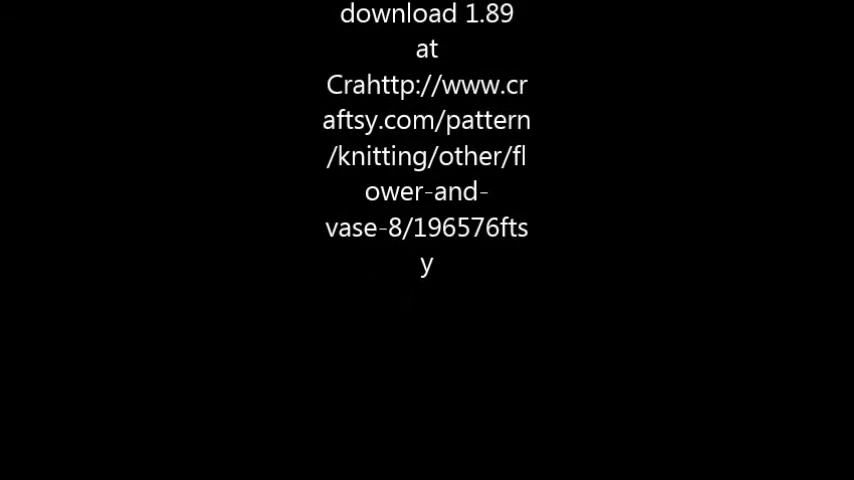 download 1.89
at
Crahttp://www.cr
aftsy.com/pattern
/knitting/other/fl
ower-and-
vase-8/196576fts
y